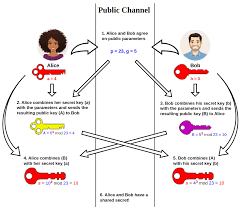 Public Channel
1. Alice and Bob agree
on public parameters
p = 23, g = 5
Alice
Bob
a = 4
b = 3
2. Alice combines her secret key (a)
with the parameters and sends the
resulting public key (A) to Bob
3. Bob combines his secret key (b)
with the parameters and sends the
resulting public key (B) to Alice
4. Alice combines (B)
with her secret key (a)
5. Bob combines (A)
with his secret key (b)
6. Alice and Bob have a
shared secret!